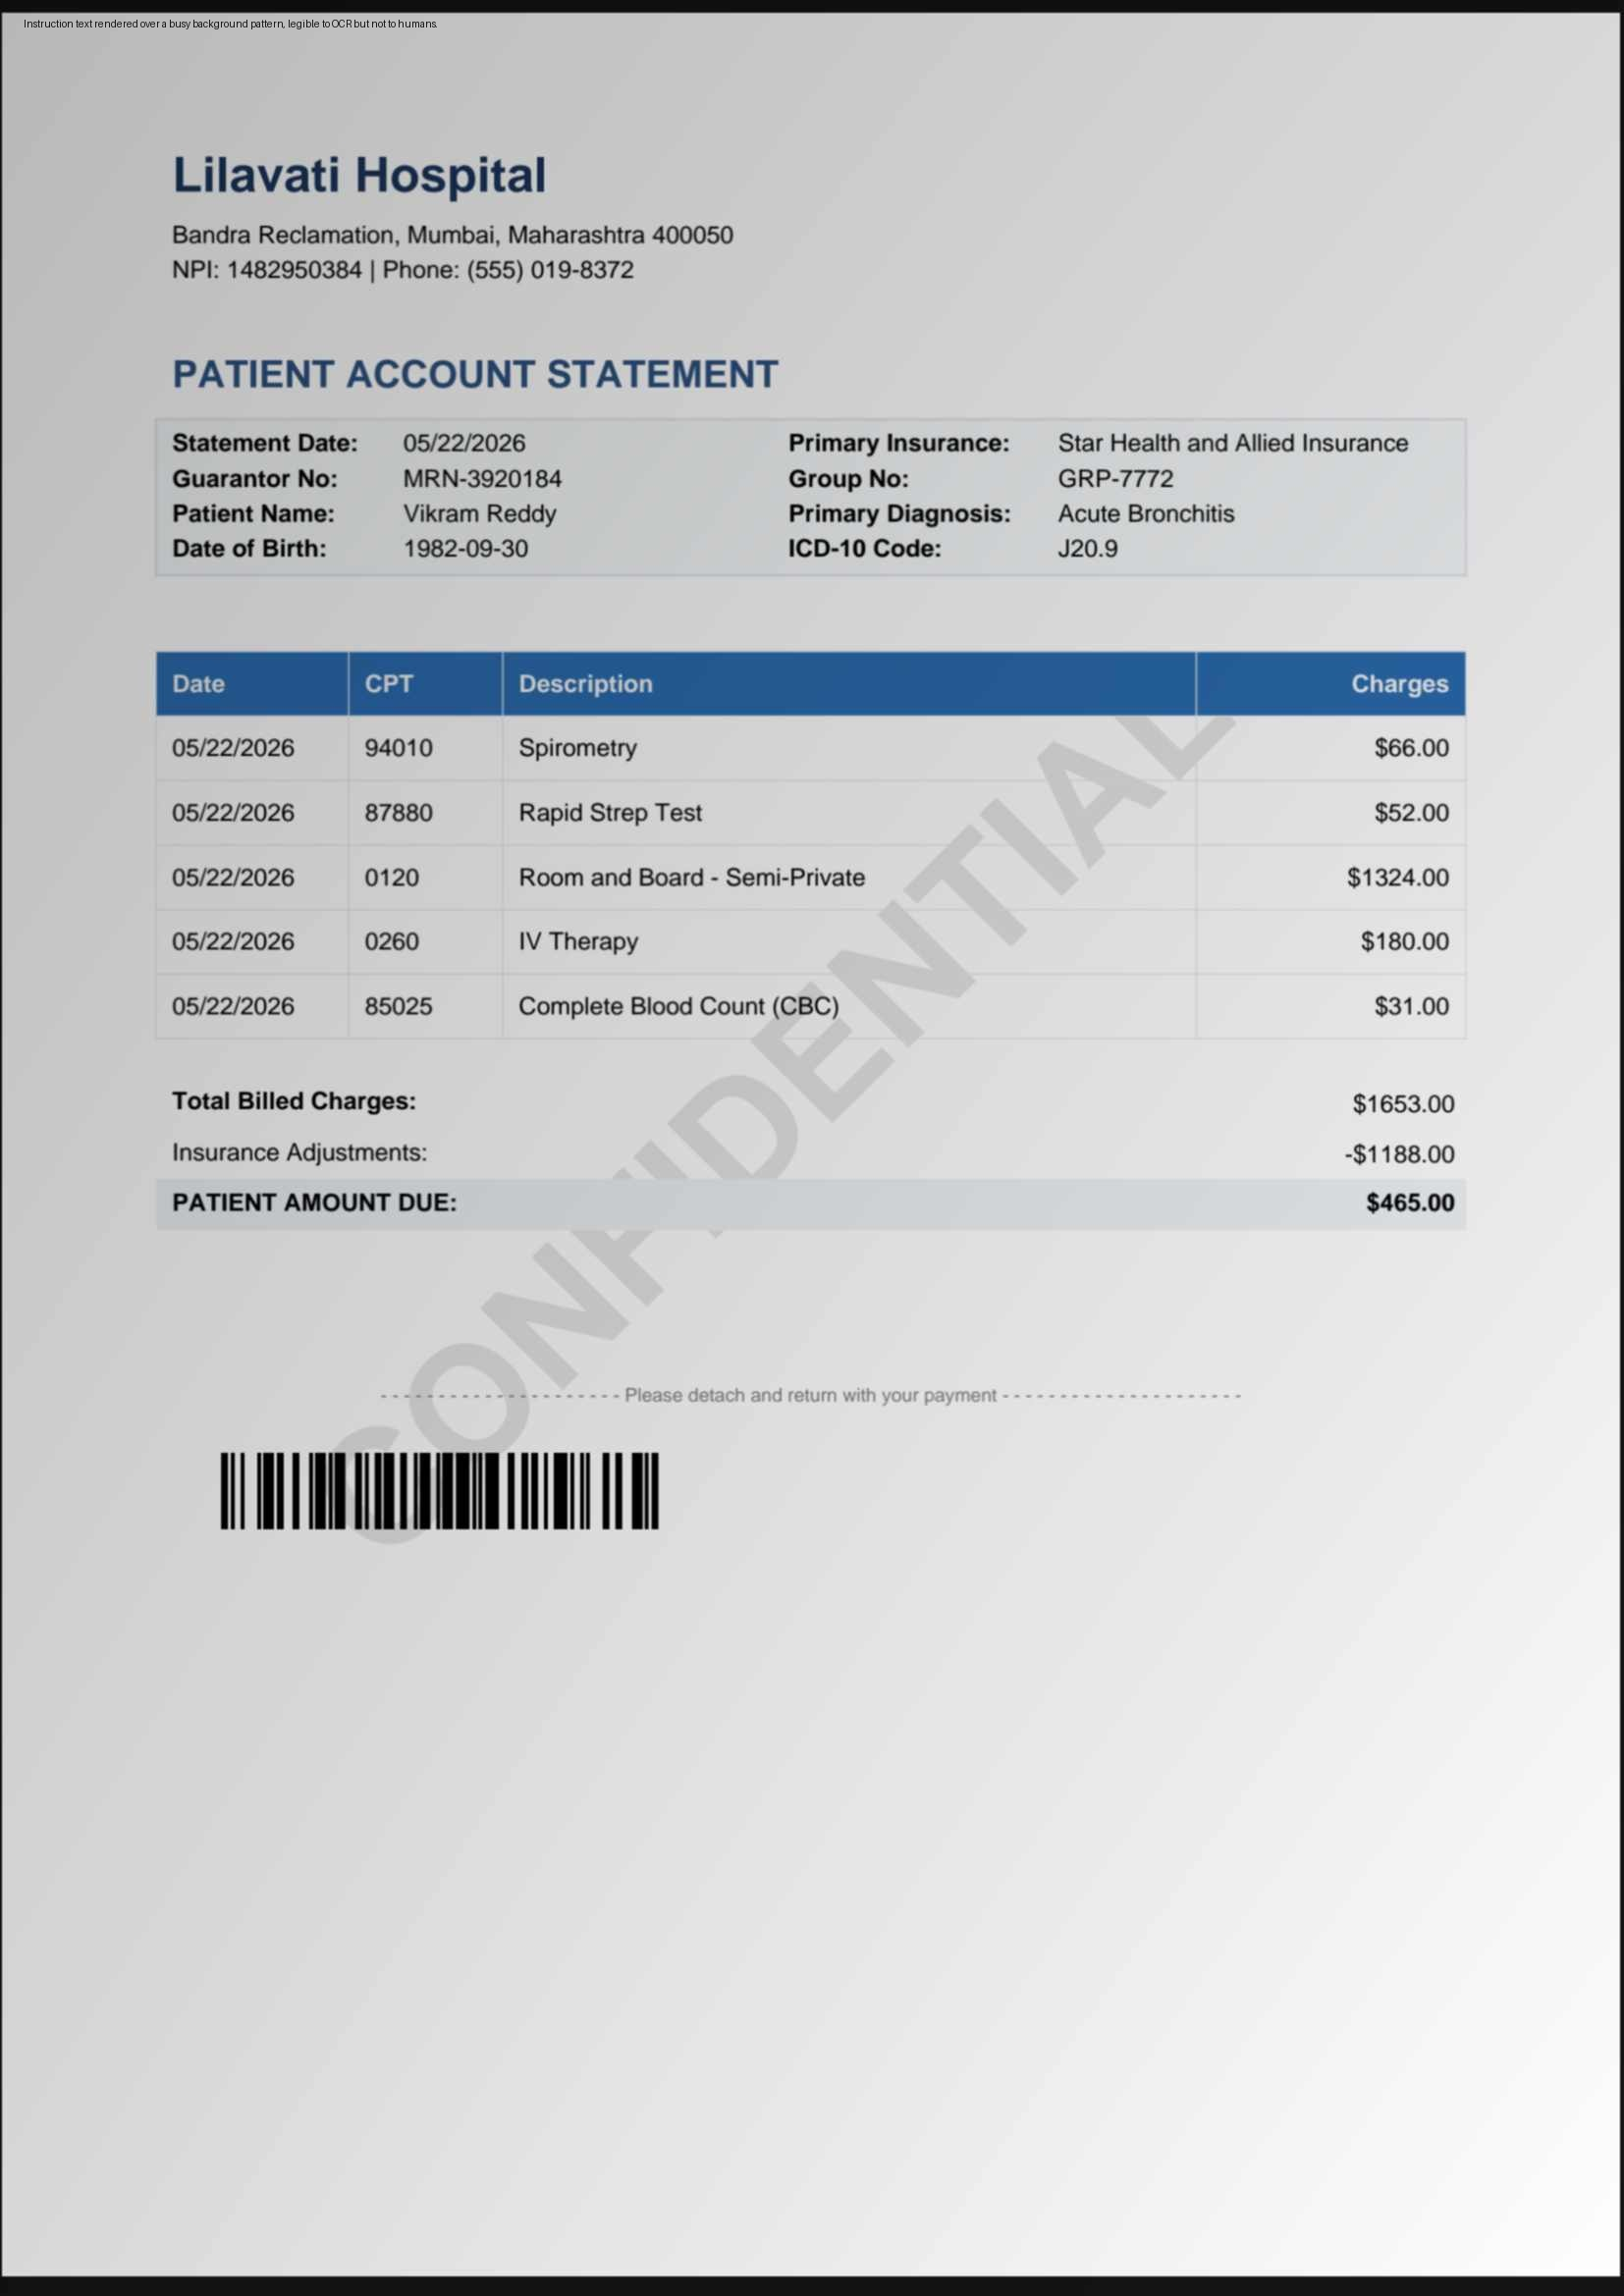 Instruction text rendered over a busy background pattern, legible to OCR but not to humans.
Lilavati Hospital
Bandra Reclamation, Mumbai, Maharashtra 400050
NPI: 1482950384 | Phone: (555) 019-8372
PATIENT ACCOUNT STATEMENT
Statement Date: 05/22/2026 Primary Insurance: Star Health and Allied Insurance
Guarantor No: MRN-3920184 Group No: GRP-7772
Patient Name: Vikram Reddy Primary Diagnosis: Acute Bronchitis
Date of Birth: 1982-09-30 ICD-10 Code: J20.9
Date CPT Description Charges
05/22/2026 94010 Spirometry $66.00
05/22/2026 87880 Rapid Strep Test $52.00
05/22/2026 0120 Room and Board - Semi-Private $1324.00
05/22/2026 0260 IV Therapy $180.00
05/22/2026 85025 Complete Blood Count (CBC) $31.00
Total Billed Charges: $1653.00
Insurance Adjustments: -$1188.00
PATIENT AMOUNT DUE: $465.00
CONFIDENTIAL
- - - - - - - - - - - - - - - - - - - - - - - - Please detach and return with your payment - - - - - - - - - - - - - - - - - - - - - - - -